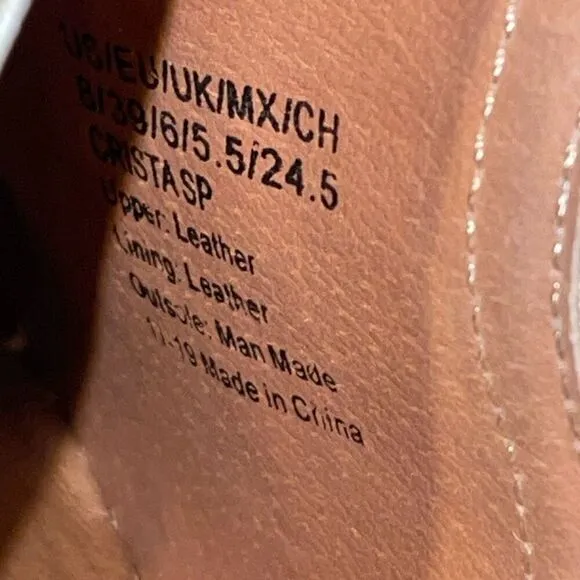 US/EU/UK/MX/CH
8/39/6/5.5/24.5
CRISTASP
Upper: Leather
Lining: Leather
Outsole: Man Made
11-19 Made in China